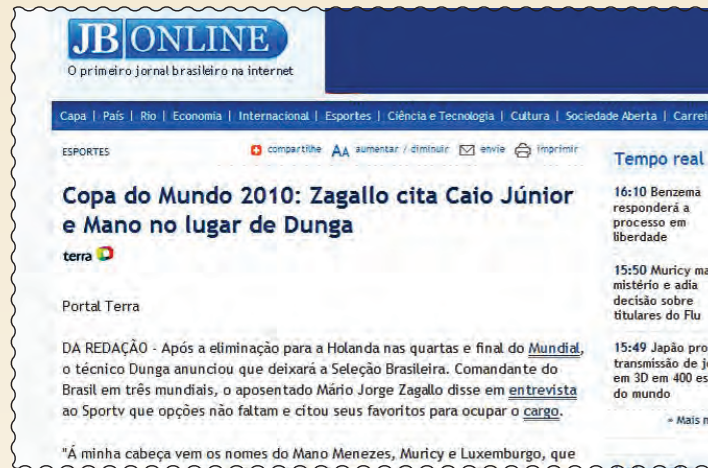 JB ONLINE
O primeiro jornal brasileiro na internet
Capa | País | Rio | Economia | Internacional | Esportes | Ciência e Tecnologia | Cultura | Sociedade Aberta |
ESPORTES
compartilhe AA aumentar / diminuir envie imprimir
Copa do Mundo 2010: Zagallo cita Caio Júnior
e Mano no lugar de Dunga
terra
Portal Terra
DA REDAÇÃO - Após a eliminação para a Holanda nas quartas e final do Mundial,
o técnico Dunga anunciou que deixará a Seleção Brasileira. Comandante do
Brasil em três mundiais, o aposentado Mário Jorge Zagallo disse em entrevista
ao Sportv que opções não faltam e citou seus favoritos para ocupar o cargo.
"Á minha cabeça vem os nomes do Mano Menezes, Muricy e Luxemburgo, que
Tempo real
16:10 Benzema
responderá a
processo em
liberdade
15:50 Muricy
mistério e adia
decisão sobre
titulares do Flu
15:49 Japão
transmissão de
em 3D em 400
do mundo
» Mais